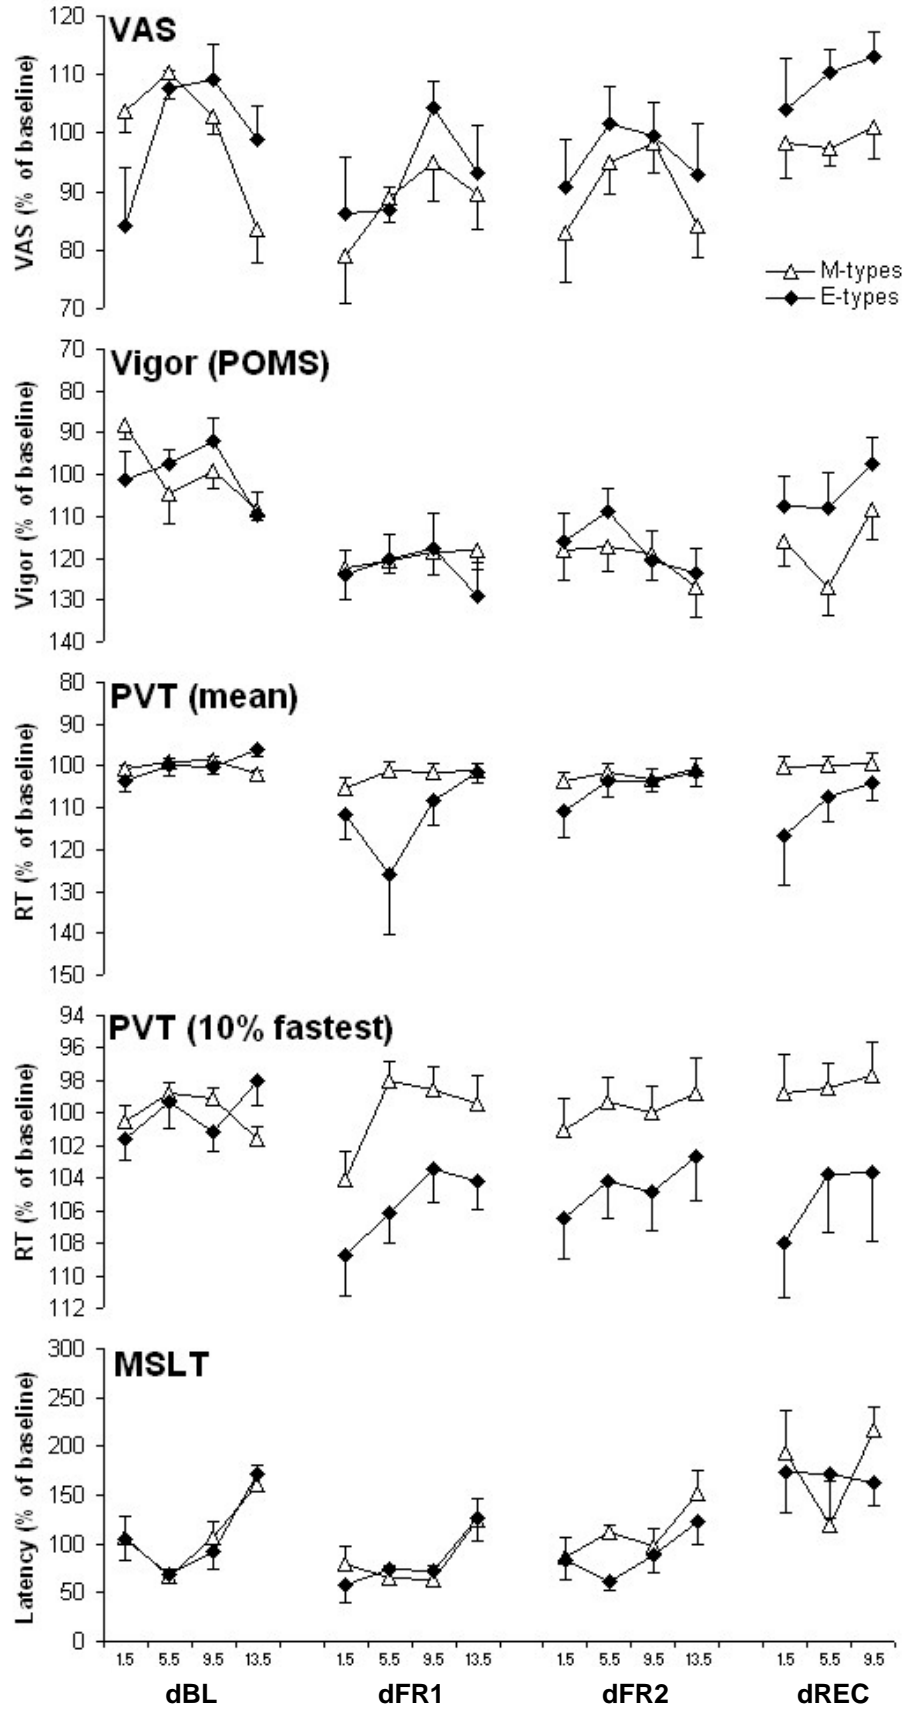 VAS
VAS (% of baseline)
120
110
100
90
80
70
M-types
E-types
Vigor (POMS)
Vigor (% of baseline)
70
80
90
100
110
120
130
140
PVT (mean)
RT (% of baseline)
80
90
100
110
120
130
140
150
PVT (10% fastest)
RT (% of baseline)
94
96
98
100
102
104
106
108
110
112
MSLT
Latency (% of baseline)
300
250
200
150
100
50
0
1.5 5.5 9.5 13.5 1.5 5.5 9.5 13.5 1.5 5.5 9.5 13.5 1.5 5.5 9.5
dBL dFR1 dFR2 dREC